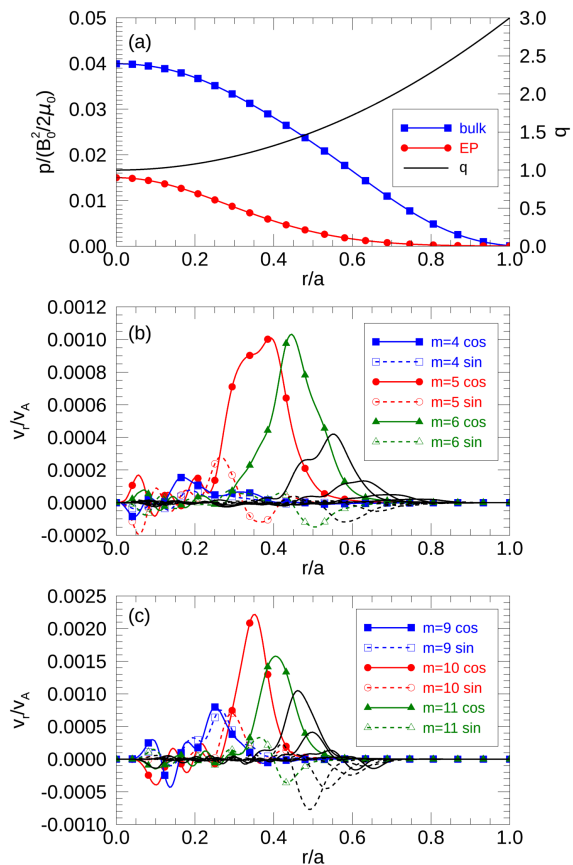 (a)
p/(B₀²/2μ₀)
0.05
0.04
0.03
0.02
0.01
0.00
3.0
2.5
2.0
1.5
1.0
0.5
0.0
q
bulk
EP
q
0.0 0.2 0.4 0.6 0.8 1.0
r/a
(b)
v_r/v_A
0.0012
0.0010
0.0008
0.0006
0.0004
0.0002
0.0000
-0.0002
m=4 cos
m=4 sin
m=5 cos
m=5 sin
m=6 cos
m=6 sin
0.0 0.2 0.4 0.6 0.8 1.0
r/a
(c)
v_r/v_A
0.0025
0.0020
0.0015
0.0010
0.0005
0.0000
-0.0005
-0.0010
m=9 cos
m=9 sin
m=10 cos
m=10 sin
m=11 cos
m=11 sin
0.0 0.2 0.4 0.6 0.8 1.0
r/a